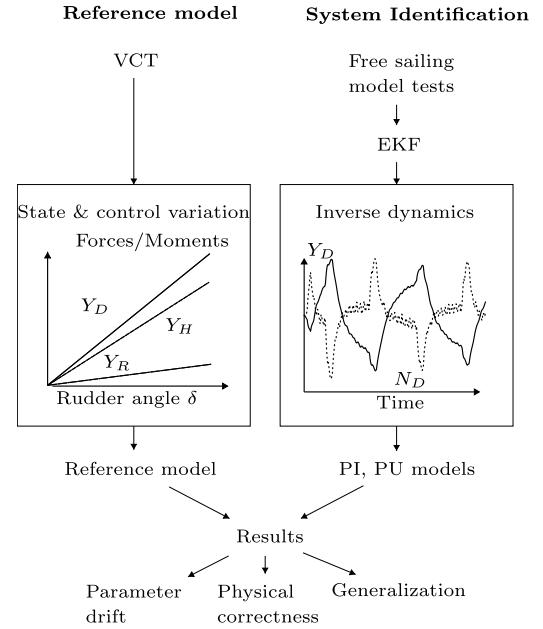 Reference model
System Identification
VCT
Free sailing
model tests
EKF
State & control variation
Forces/Moments
Y_D
Y_H
Y_R
Rudder angle δ
Inverse dynamics
Y_D
N_D
Time
Reference model
PI, PU models
Results
Parameter
drift
Physical
correctness
Generalization